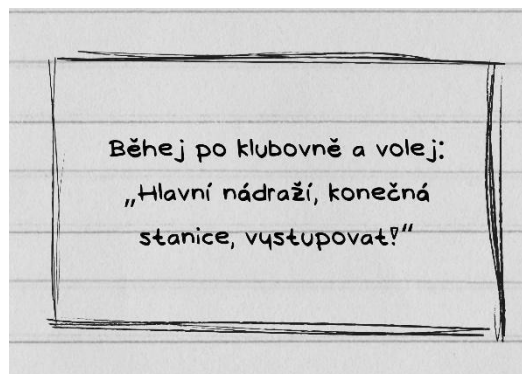 Běhej po klubovně a volej:
„Hlavní nádraží, konečná
stanice, vystupovat!“